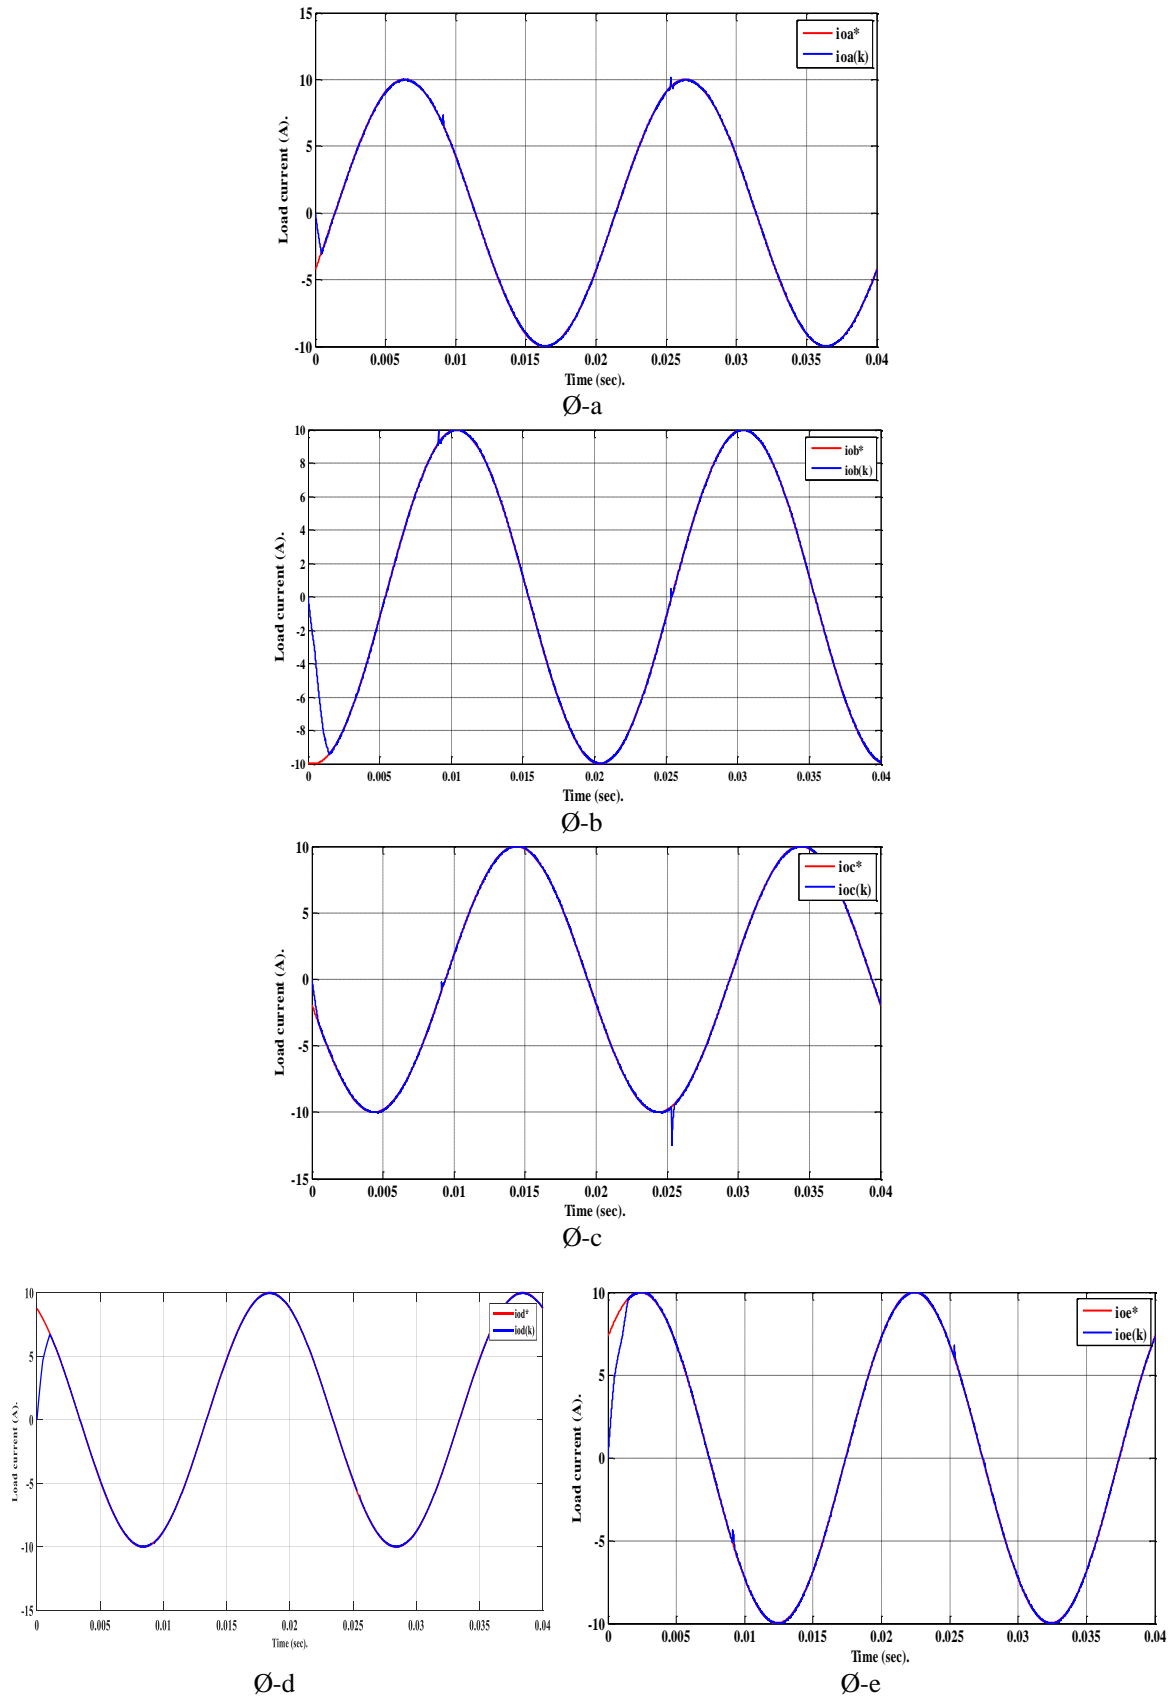 15
10
5
0
-5
-10
Load current (A).
ioa*
ioa(k)
0 0.005 0.01 0.015 0.02 0.025 0.03 0.035 0.04
Time (sec).
Ø-a
10
8
6
4
2
0
-2
-4
-6
-8
-10
Load current (A).
iob*
iob(k)
0 0.005 0.01 0.015 0.02 0.025 0.03 0.035 0.04
Time (sec).
Ø-b
10
5
0
-5
-10
-15
Load current (A).
ioc*
ioc(k)
0 0.005 0.01 0.015 0.02 0.025 0.03 0.035 0.04
Time (sec).
Ø-c
10
5
0
-5
-10
-15
Load current (A).
iod*
iod(k)
0 0.005 0.01 0.015 0.02 0.025 0.03 0.035 0.04
Time (sec).
Ø-d
10
5
0
-5
-10
Load current (A).
ioe*
ioe(k)
0 0.005 0.01 0.015 0.02 0.025 0.03 0.035 0.04
Time (sec).
Ø-e